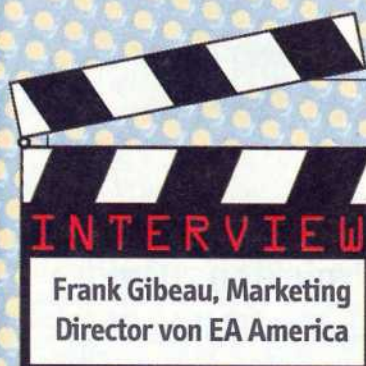 INTERVIEW
Frank Gibeau, Marketing
Director von EA America